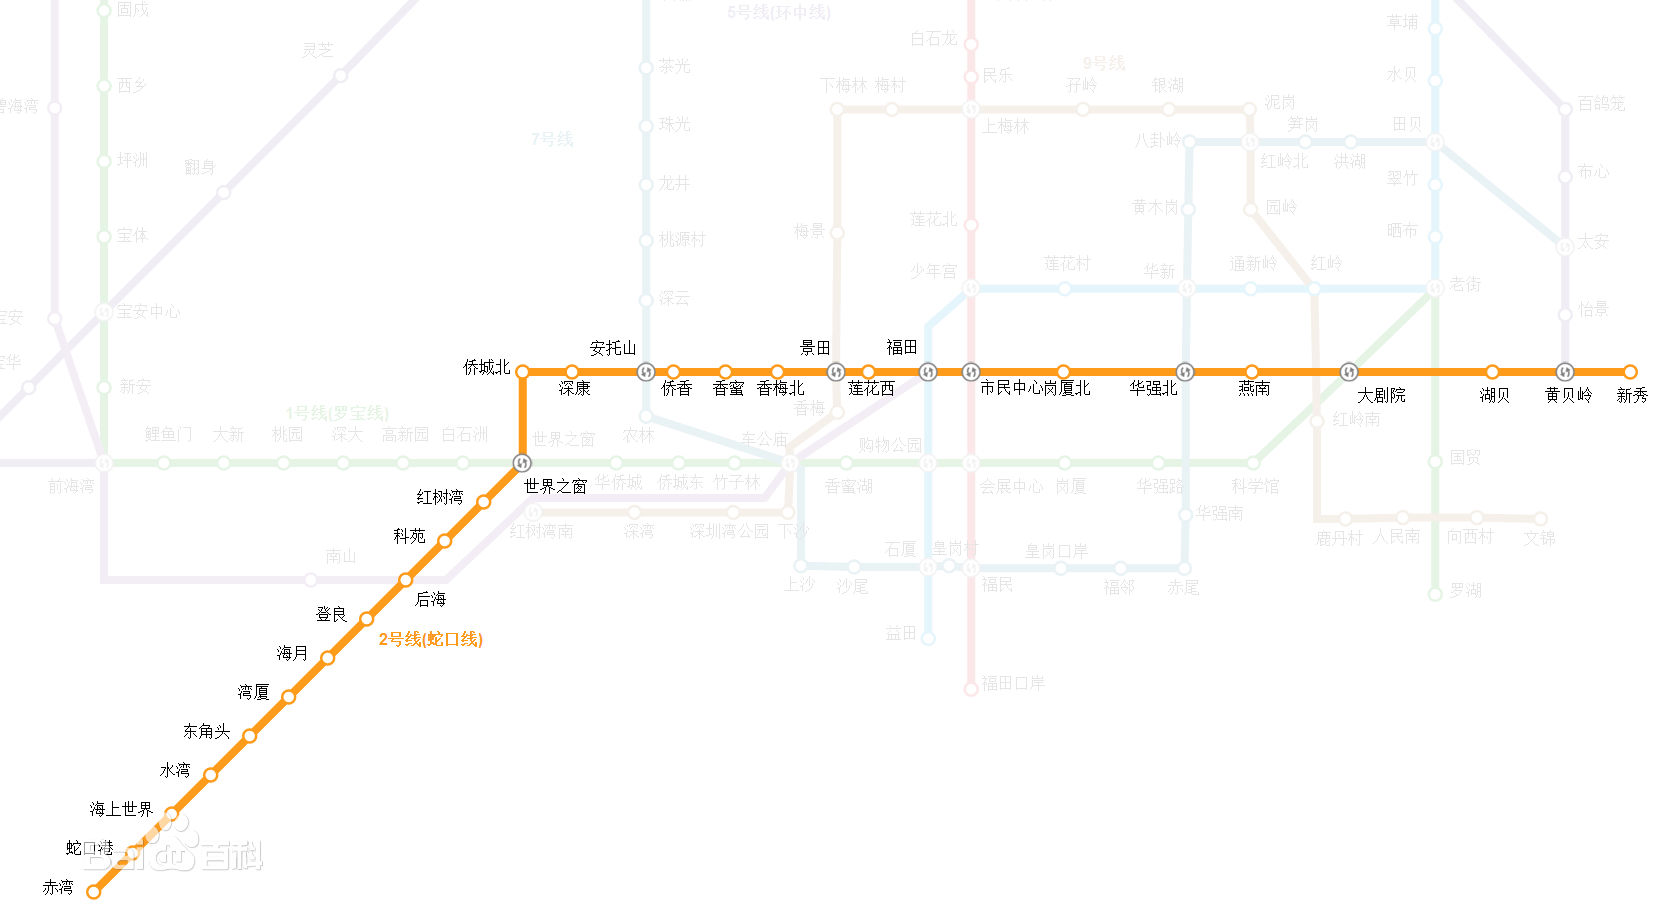 固戍
5号线(环中线)
草埔
白石龙
灵芝
茶光
民乐
9号线
水贝
西乡
下梅林
梅村
孖岭
银湖
碧海湾
泥岗
百鸽笼
珠光
上梅林
笋岗
田贝
7号线
八卦岭
坪洲
翻身
红岭北
洪湖
布心
龙井
翠竹
黄木岗
园岭
莲花北
宝体
梅景
晒布
桃源村
太安
莲花村
通新岭
红岭
少年宫
华新
老街
深云
宝安中心
怡景
宝安
安托山
景田
福田
侨城北
宝华
新安
深康
侨香
香蜜
香梅北
莲花西
市民中心
岗厦北
华强北
燕南
大剧院
湖贝
黄贝岭
新秀
1号线(罗宝线)
香梅
红岭南
鲤鱼门
大新
桃园
深大
高新园
白石洲
世界之窗
农林
车公庙
购物公园
国贸
前海湾
世界之窗
华侨城
侨城东
竹子林
香蜜湖
会展中心
岗厦
华强路
科学馆
红树湾
华强南
科苑
红树湾南
深湾
深圳湾公园
下沙
鹿丹村
人民南
向西村
文锦
南山
石厦
皇岗村
皇岗口岸
上沙
沙尾
福民
福邻
赤尾
罗湖
后海
登良
2号线(蛇口线)
益田
海月
福田口岸
湾厦
东角头
水湾
海上世界
蛇口港
Bai 百科
赤湾